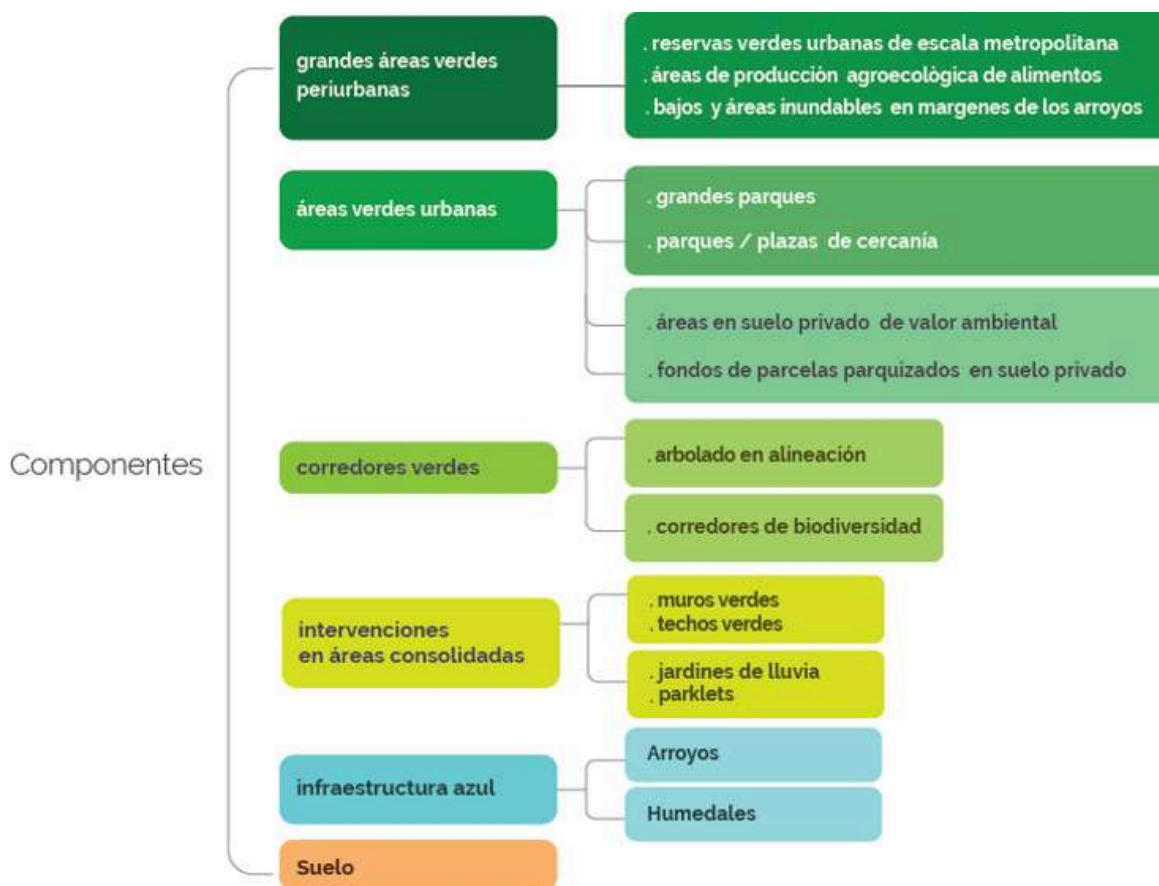 Componentes
grandes áreas verdes
periurbanas
. reservas verdes urbanas de escala metropolitana
. áreas de producción agroecològica de alimentos
. bajos y áreas inundables en margenes de los arroyos
áreas verdes urbanas
. grandes parques
. parques / plazas de cercanía
. áreas en suelo privado de valor ambiental
. fondos de parcelas parquizados en suelo privado
corredores verdes
. arbolado en alineación
. corredores de biodiversidad
intervenciones
en áreas consolidadas
. muros verdes
. techos verdes
. jardines de lluvia
. parklets
infraestructura azul
Arroyos
Humedales
Suelo